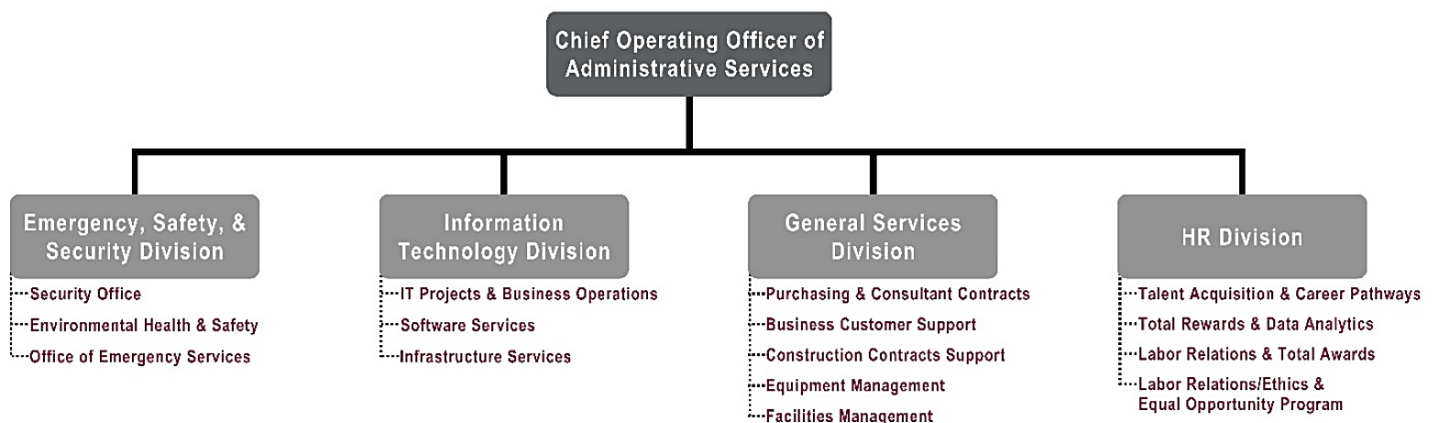 Chief Operating Officer of
Administrative Services
Emergency, Safety, &
Security Division
Security Office
Environmental Health & Safety
Office of Emergency Services
Information
Technology Division
IT Projects & Business Operations
Software Services
Infrastructure Services
General Services
Division
Purchasing & Consultant Contracts
Business Customer Support
Construction Contracts Support
Equipment Management
Facilities Management
HR Division
Talent Acquisition & Career Pathways
Total Rewards & Data Analytics
Labor Relations & Total Awards
Labor Relations/Ethics &
Equal Opportunity Program